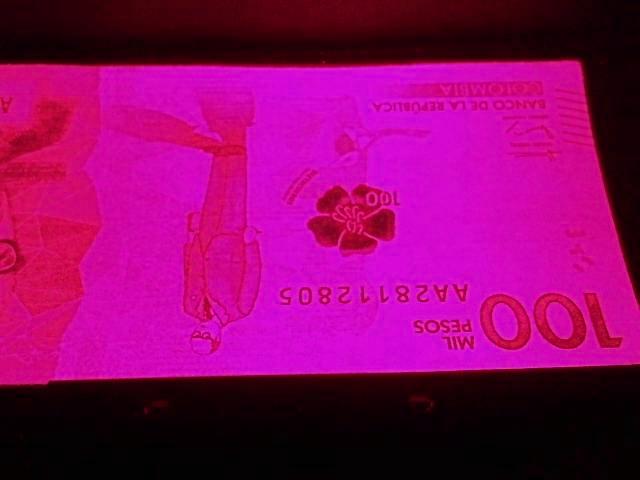 100
MIL
PESOS
AA28112805
100
BANCO DE LA REPÚBLICA
COLOMBIA